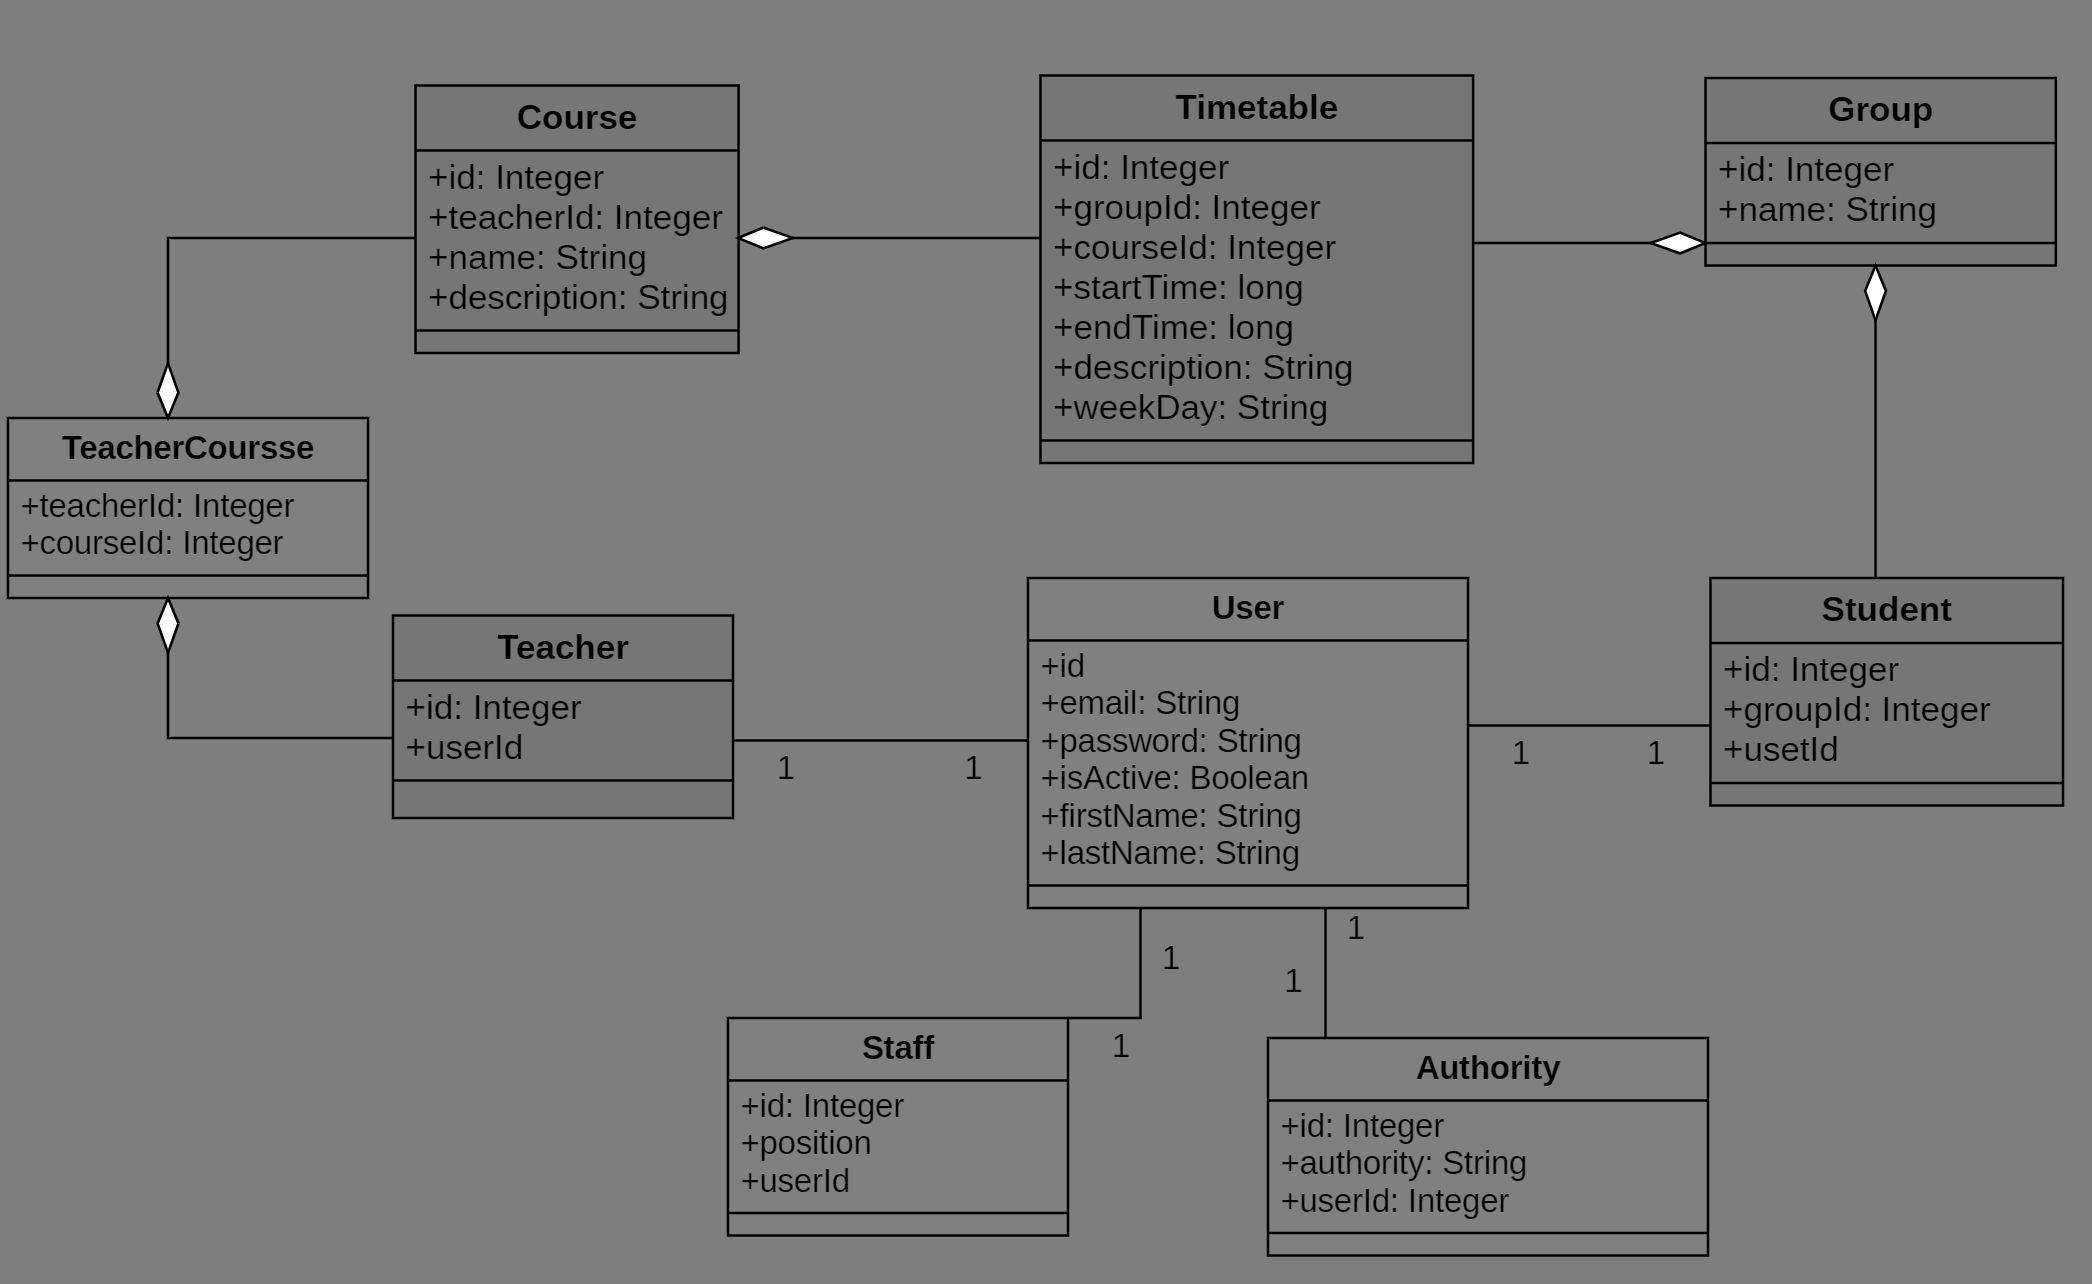 Course
+id: Integer
+teacherId: Integer
+name: String
+description: String
Timetable
+id: Integer
+groupId: Integer
+courseId: Integer
+startTime: long
+endTime: long
+description: String
+weekDay: String
Group
+id: Integer
+name: String
TeacherCoursse
+teacherId: Integer
+courseId: Integer
Teacher
+id: Integer
+userId
1
1
User
+id
+email: String
+password: String
+isActive: Boolean
+firstName: String
+lastName: String
1
1
Student
+id: Integer
+groupId: Integer
+usetId
1
1
1
1
Staff
+id: Integer
+position
+userId
Authority
+id: Integer
+authority: String
+userId: Integer